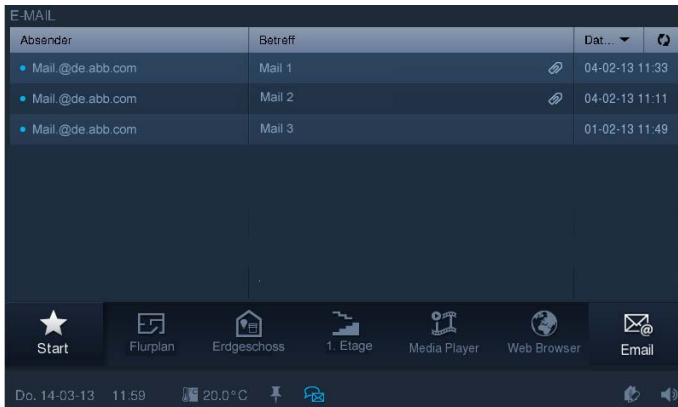 E-MAIL
Absender Betreff Dat...
Mail.@de.abb.com Mail 1 04-02-13 11:33
Mail.@de.abb.com Mail 2 04-02-13 11:11
Mail.@de.abb.com Mail 3 01-02-13 11:49
Start Flurplan Erdgeschoss 1. Etage Media Player Web Browser Email
Do. 14-03-13 11:59 20.0°C